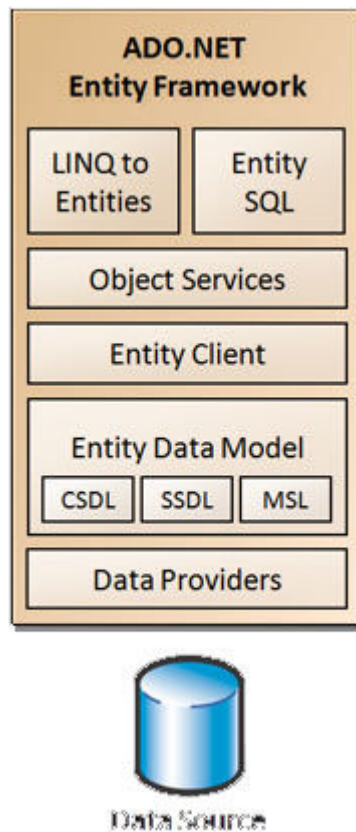 ADO.NET
Entity Framework
LINQ to
Entities
Entity
SQL
Object Services
Entity Client
Entity Data Model
CSDL SSDL MSL
Data Providers
Data Source